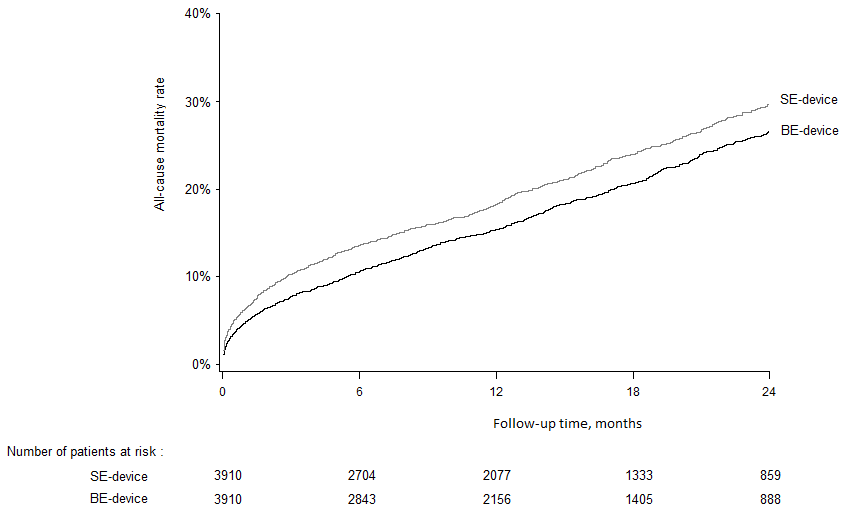 40%
30%
20%
10%
0%
All-cause mortality rate
SE-device
BE-device
0 6 12 18 24
Follow-up time, months
Number of patients at risk :
SE-device 3910 2704 2077 1333 859
BE-device 3910 2843 2156 1405 888